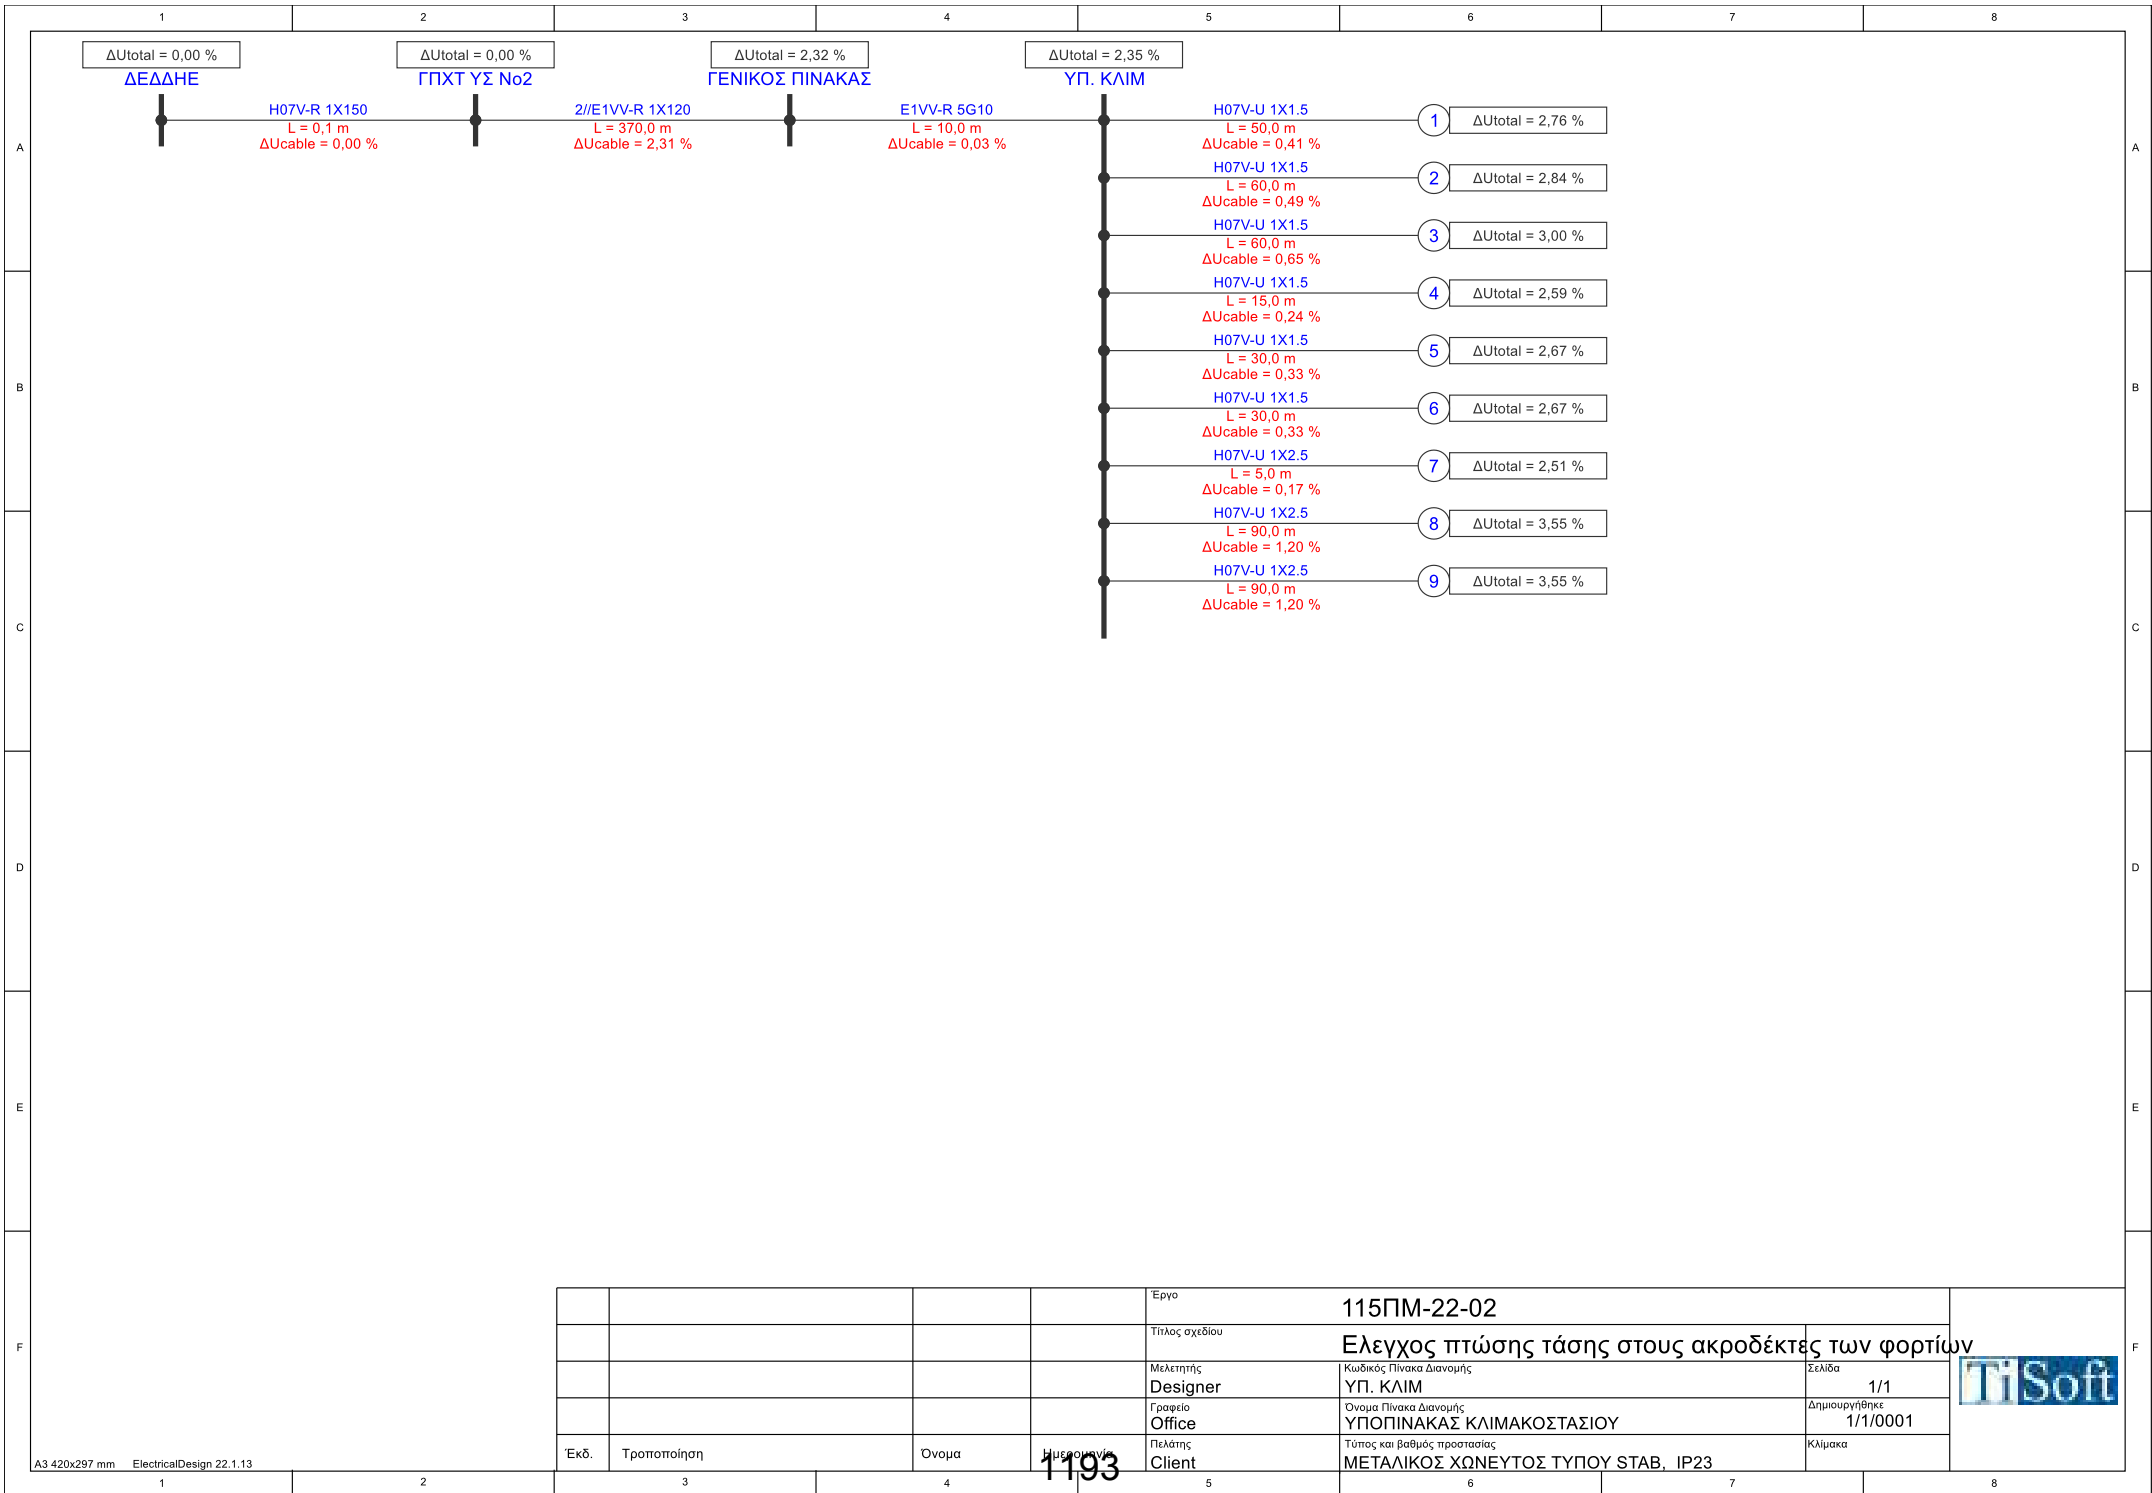 1 2 3 4 5 6 7 8
ΔUtotal = 0,00 % ΔUtotal = 0,00 % ΔUtotal = 2,32 % ΔUtotal = 2,35 %
ΔΕΔΔΗΕ ΓΠΧΤ ΥΣ Νο2 ΓΕΝΙΚΟΣ ΠΙΝΑΚΑΣ ΥΠ. ΚΛΙΜ
H07V-R 1X150 2//E1VV-R 1X120 E1VV-R 5G10 H07V-U 1X1.5
1 ΔUtotal = 2,76 %
L = 0,1 m L = 370,0 m L = 10,0 m L = 50,0 m
ΔUcable = 0,00 % ΔUcable = 2,31 % ΔUcable = 0,03 % ΔUcable = 0,41 %
A A
H07V-U 1X1.5
2 ΔUtotal = 2,84 %
L = 60,0 m
ΔUcable = 0,49 %
H07V-U 1X1.5
3 ΔUtotal = 3,00 %
L = 60,0 m
ΔUcable = 0,65 %
H07V-U 1X1.5
4 ΔUtotal = 2,59 %
L = 15,0 m
ΔUcable = 0,24 %
H07V-U 1X1.5
5 ΔUtotal = 2,67 %
L = 30,0 m
ΔUcable = 0,33 %
B B
H07V-U 1X1.5
6 ΔUtotal = 2,67 %
L = 30,0 m
ΔUcable = 0,33 %
H07V-U 1X2.5
7 ΔUtotal = 2,51 %
L = 5,0 m
ΔUcable = 0,17 %
H07V-U 1X2.5
8 ΔUtotal = 3,55 %
L = 90,0 m
ΔUcable = 1,20 %
H07V-U 1X2.5
9 ΔUtotal = 3,55 %
L = 90,0 m
ΔUcable = 1,20 %
C C
D D
E E
F F
Έργο
115ΠΜ-22-02
Τίτλος σχεδίου
Ελεγχος πτώσης τάσης στους ακροδέκτες των φορτίων
Μελετητής Κωδικός Πίνακα Διανομής Σελίδα
Designer ΥΠ. ΚΛΙΜ 1/1
TiSoft
Γραφείο Όνομα Πίνακα Διανομής Δημιουργήθηκε
Office ΥΠΟΠΙΝΑΚΑΣ ΚΛΙΜΑΚΟΣΤΑΣΙΟΥ 1/1/0001
Πελάτης Τύπος και βαθμός προστασίας Κλίμακα
Client ΜΕΤΑΛΙΚΟΣ ΧΩΝΕΥΤΟΣ ΤΥΠΟΥ STAB, IP23
Έκδ. Τροποποίηση Όνομα Ημερομηνία
1193
A3 420x297 mm ElectricalDesign 22.1.13
1 2 3 4 5 6 7 8